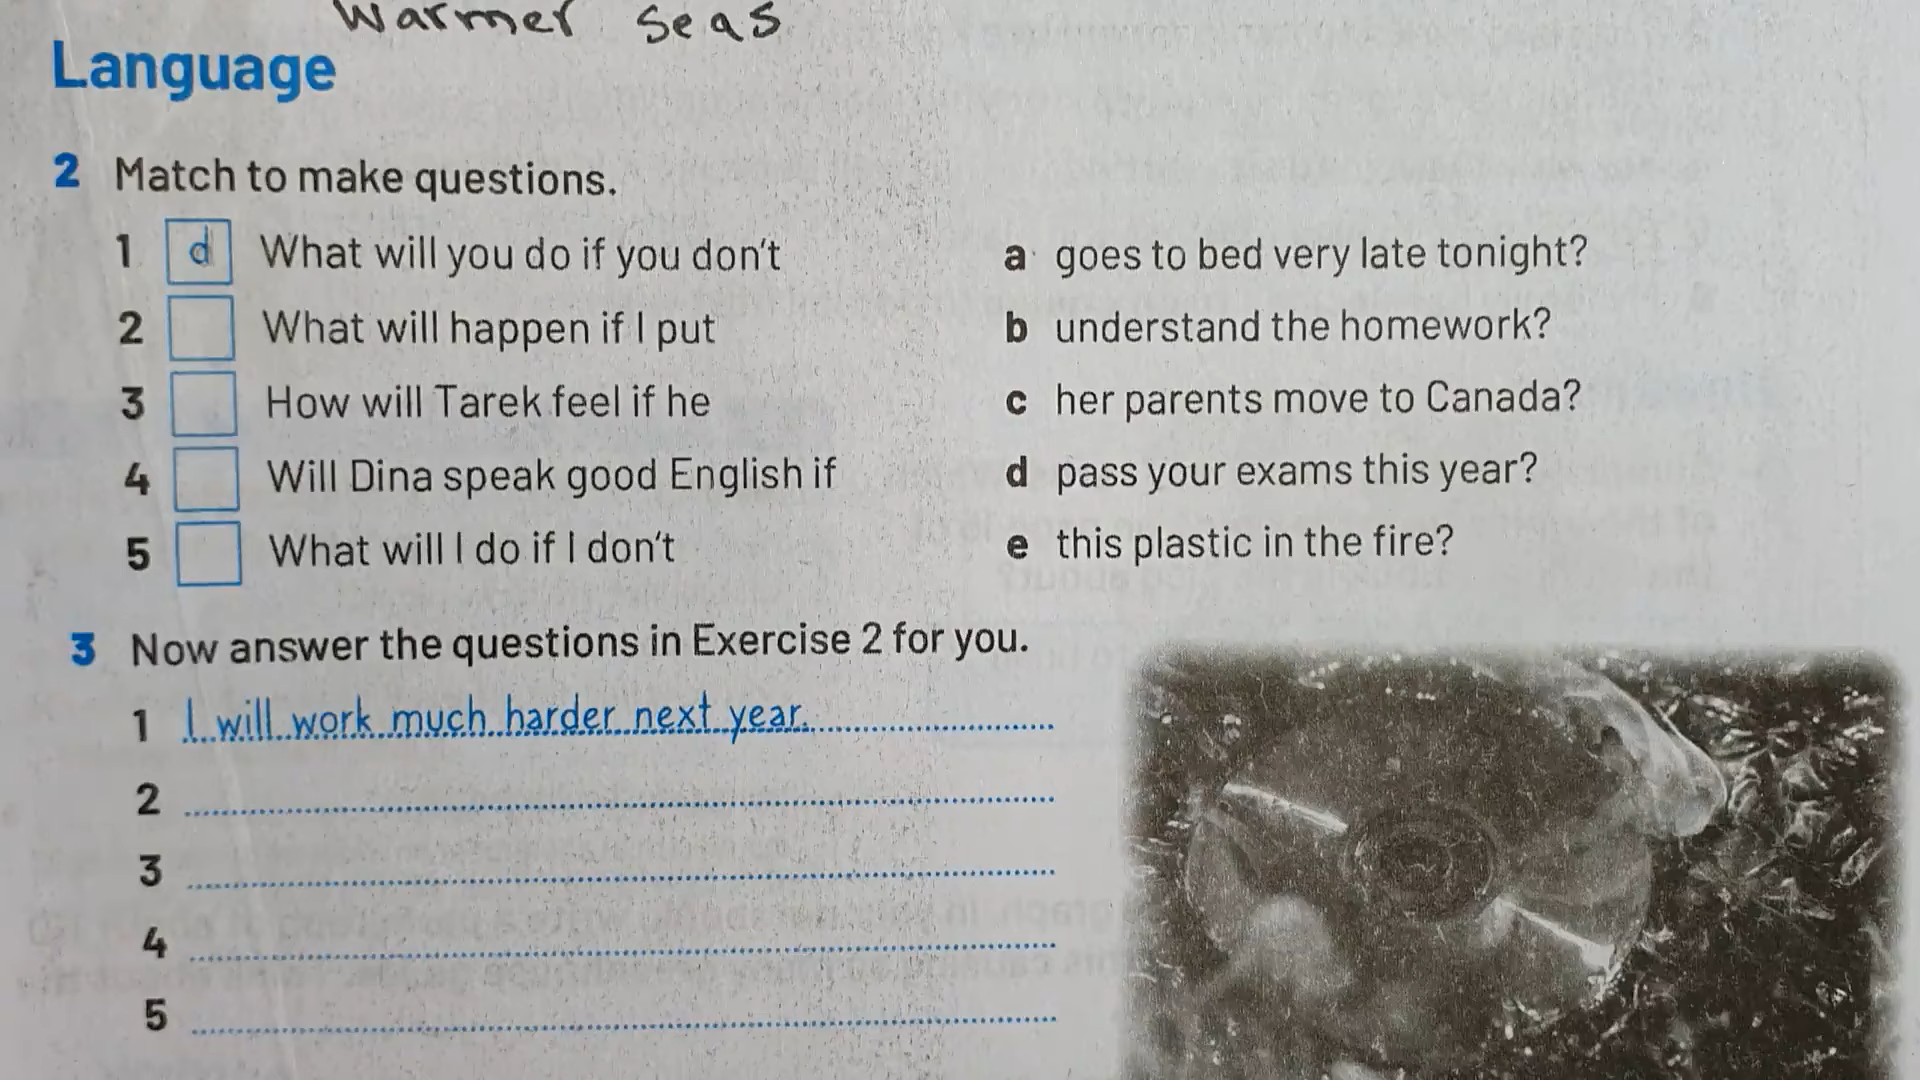 Warmer seas
Language
2 Match to make questions.
1 d What will you do if you don't
2 What will happen if I put
3 How will Tarek feel if he
4 Will Dina speak good English if
5 What will I do if I don't
a goes to bed very late tonight?
b understand the homework?
c her parents move to Canada?
d pass your exams this year?
e this plastic in the fire?
3 Now answer the questions in Exercise 2 for you.
1 I will work much harder next year.
2
3
4
5